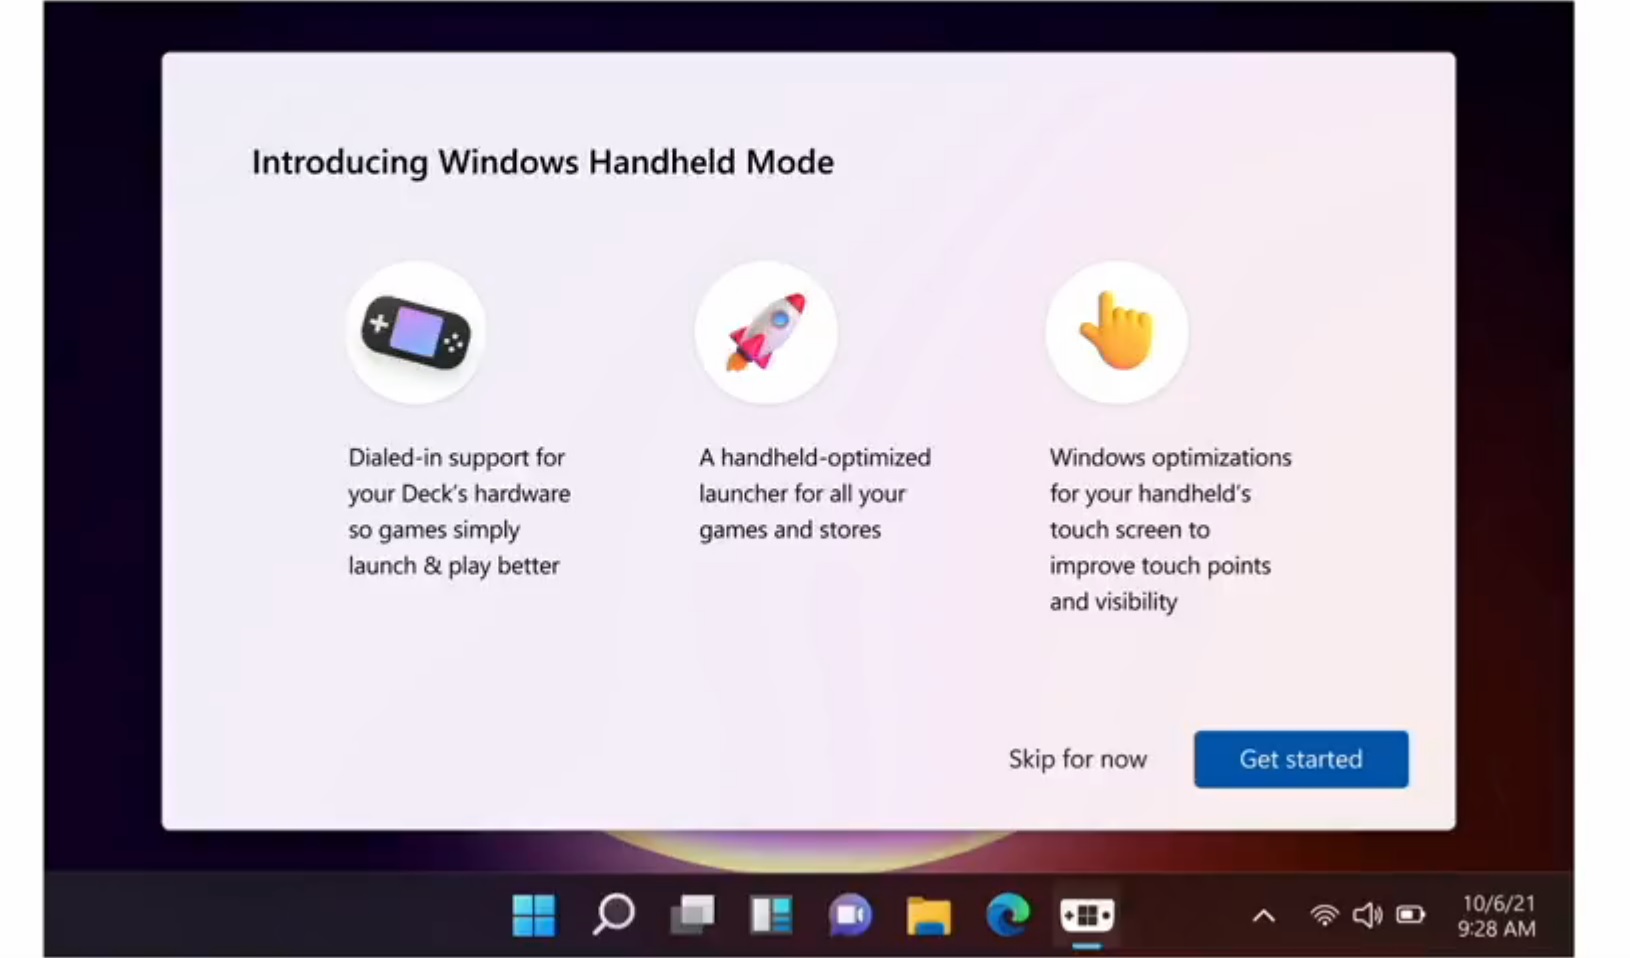 Introducing Windows Handheld Mode
Dialed-in support for
your Deck's hardware
so games simply
launch & play better
A handheld-optimized
launcher for all your
games and stores
Windows optimizations
for your handheld's
touch screen to
improve touch points
and visibility
Skip for now
Get started
10/6/21
9:28 AM